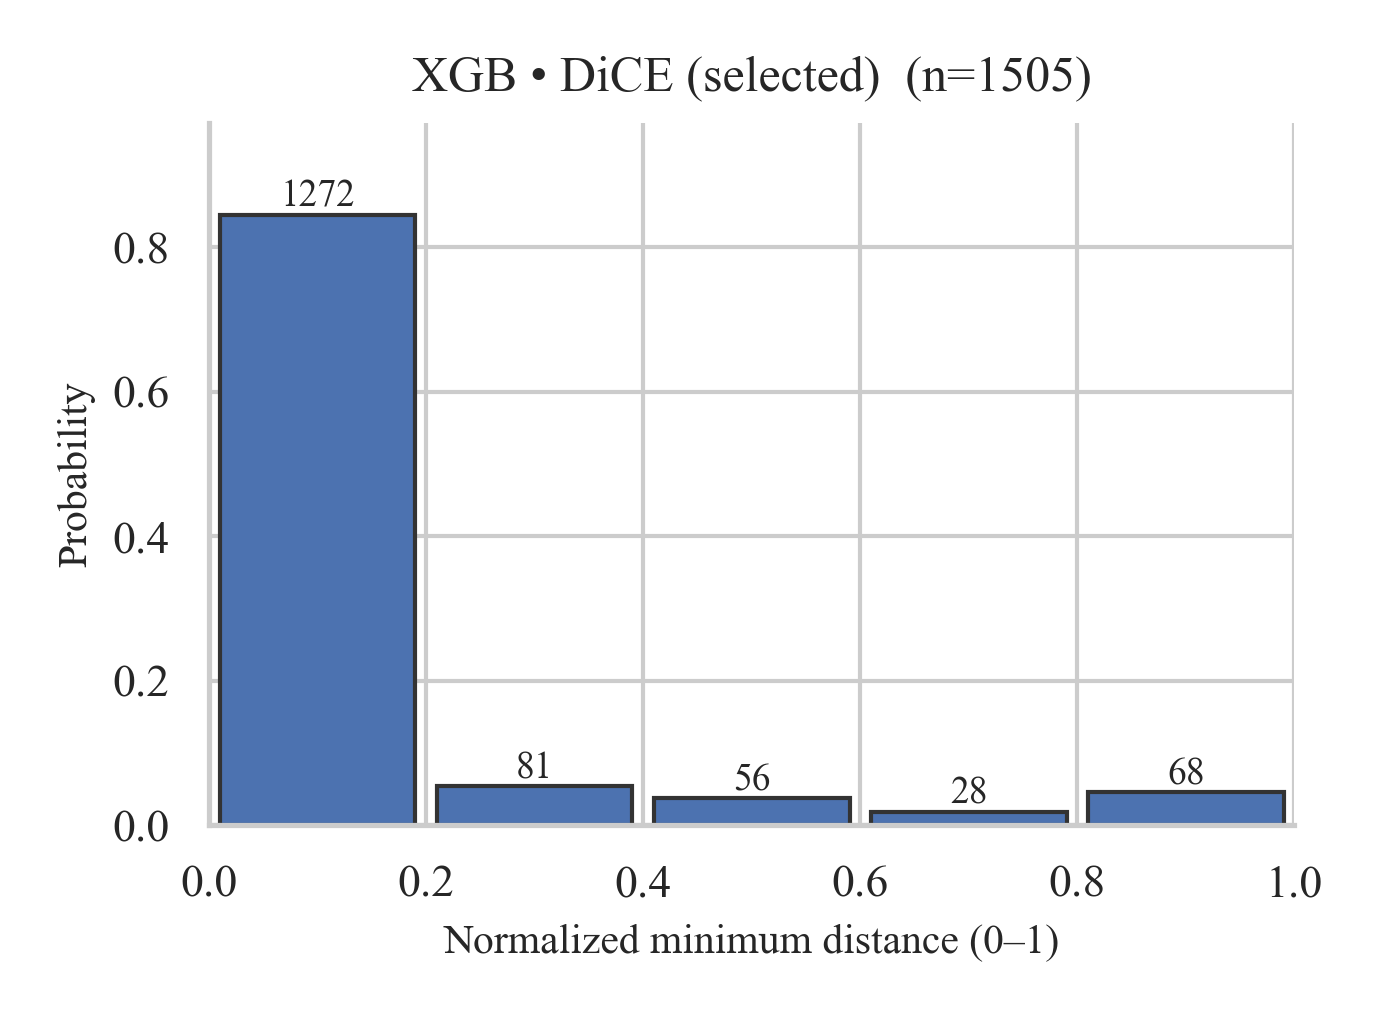 XGB • DiCE (selected)  (n=1505)
1272
0.8
0.6
0.4
0.2
0.0
Probability
81
56
28
68
0.0 0.2 0.4 0.6 0.8 1.0
Normalized minimum distance (0–1)